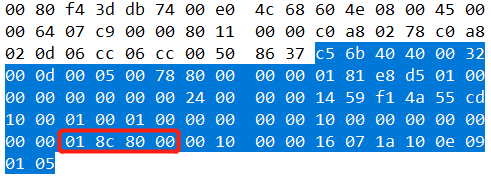 00 80 f4 3d db 74 00 e0 4c 68 60 4e 08 00 45 00
00 64 07 c9 00 00 80 11 00 00 c0 a8 02 78 c0 a8
02 0d 06 cc 06 cc 00 50 86 37 c5 6b 40 40 00 32
00 0d 00 05 00 78 80 00 00 00 01 81 e8 d5 01 00
00 00 00 00 00 00 24 00 00 00 14 59 f1 4a 55 cd
10 00 01 00 01 00 00 00 00 00 10 00 00 00 00 00
00 00 01 8c 80 00 00 10 00 00 16 07 1a 10 0e 09
01 05